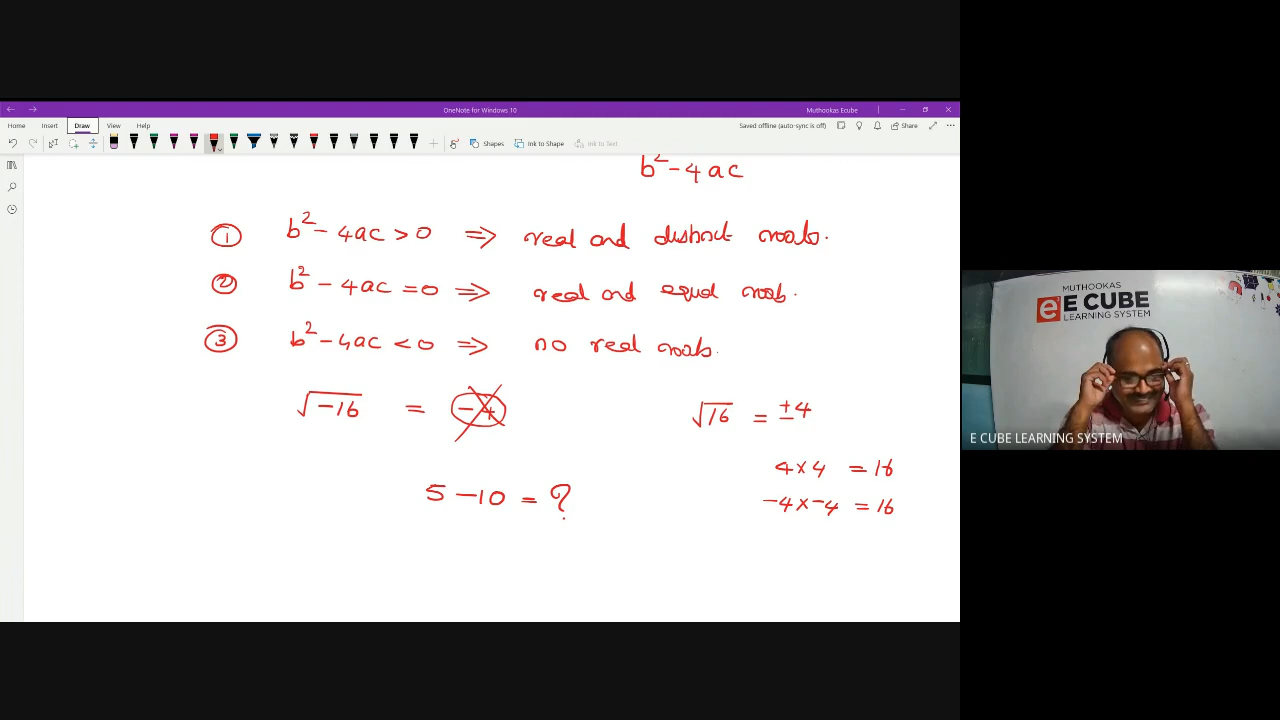 OneNote for Windows 10
Muthookas Ecube
Home Insert Draw View Help
Saved offline (auto-sync is off)
Share
Shapes
Ink to Shape
Ink to Text
b² - 4ac
① b² - 4ac > 0 ⇒ real and distinct roots.
② b² - 4ac = 0 ⇒ real and equal roots.
③ b² - 4ac < 0 ⇒ no real roots.
√-16 = -4
√16 = ±4
4 × 4 = 16
5 - 10 = ?
-4 × -4 = 16
MUTHOOKAS
e E CUBE
LEARNING SYSTEM
E CUBE LEARNING SYSTEM